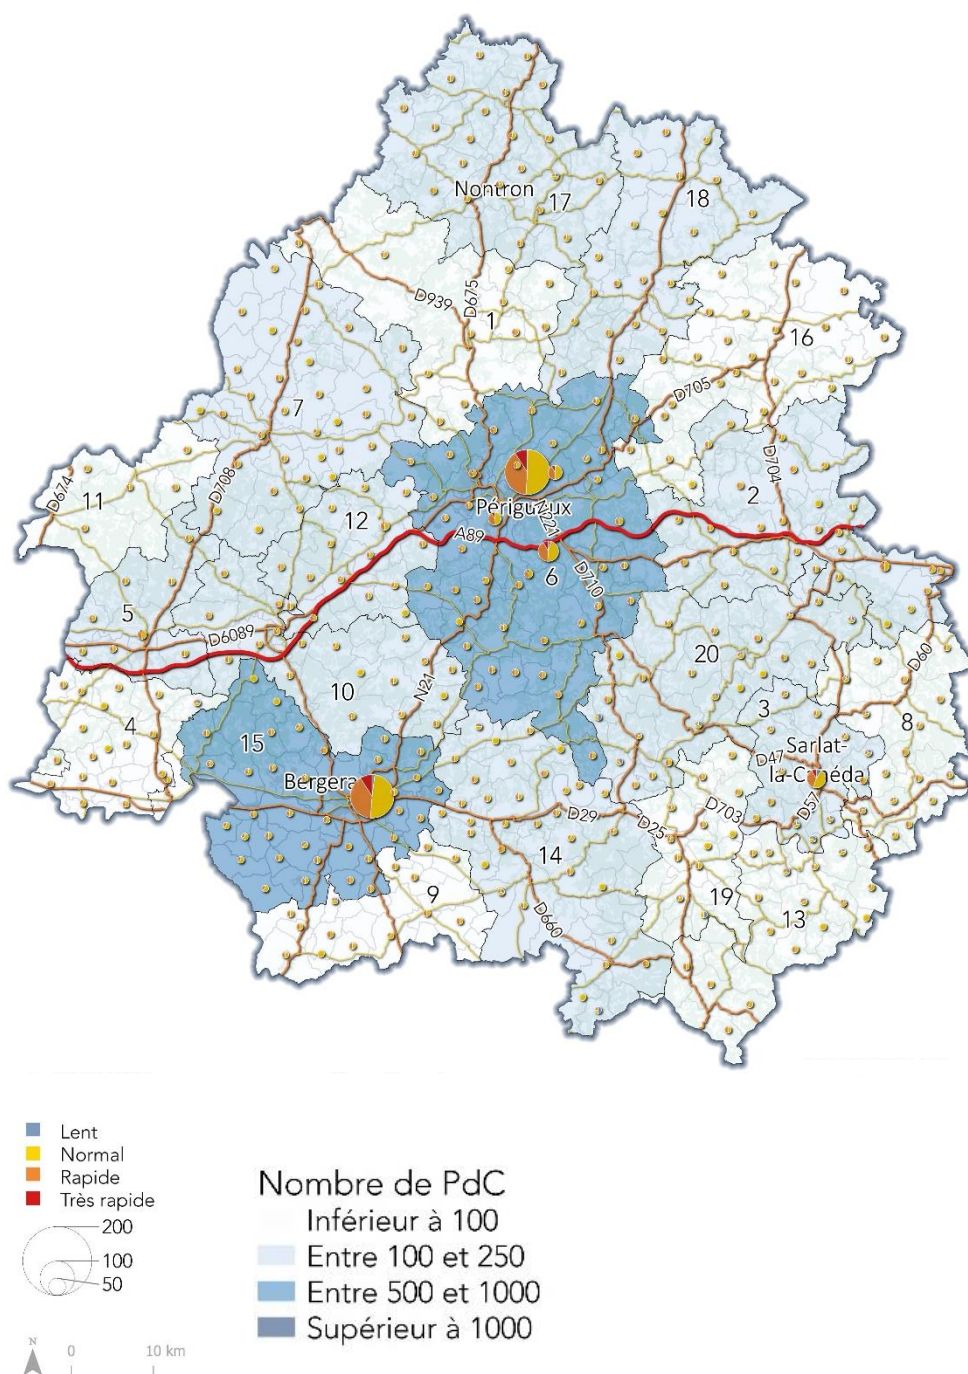 Nontron
17
18
D939
D675
1
16
D705
7
D704
11
D674
D708
2
12
Périgueux
N221
A89
6
D710
5
D6089
20
D60
10
N21
3
8
4
15
D47
Sarlat-
la-Canéda
Bergerac
D57
D703
D29
D25
14
9
19
13
D660
Lent
Normal
Rapide
Très rapide
200
100
50
Nombre de PdC
Inférieur à 100
Entre 100 et 250
Entre 500 et 1000
Supérieur à 1000
N
0 10 km